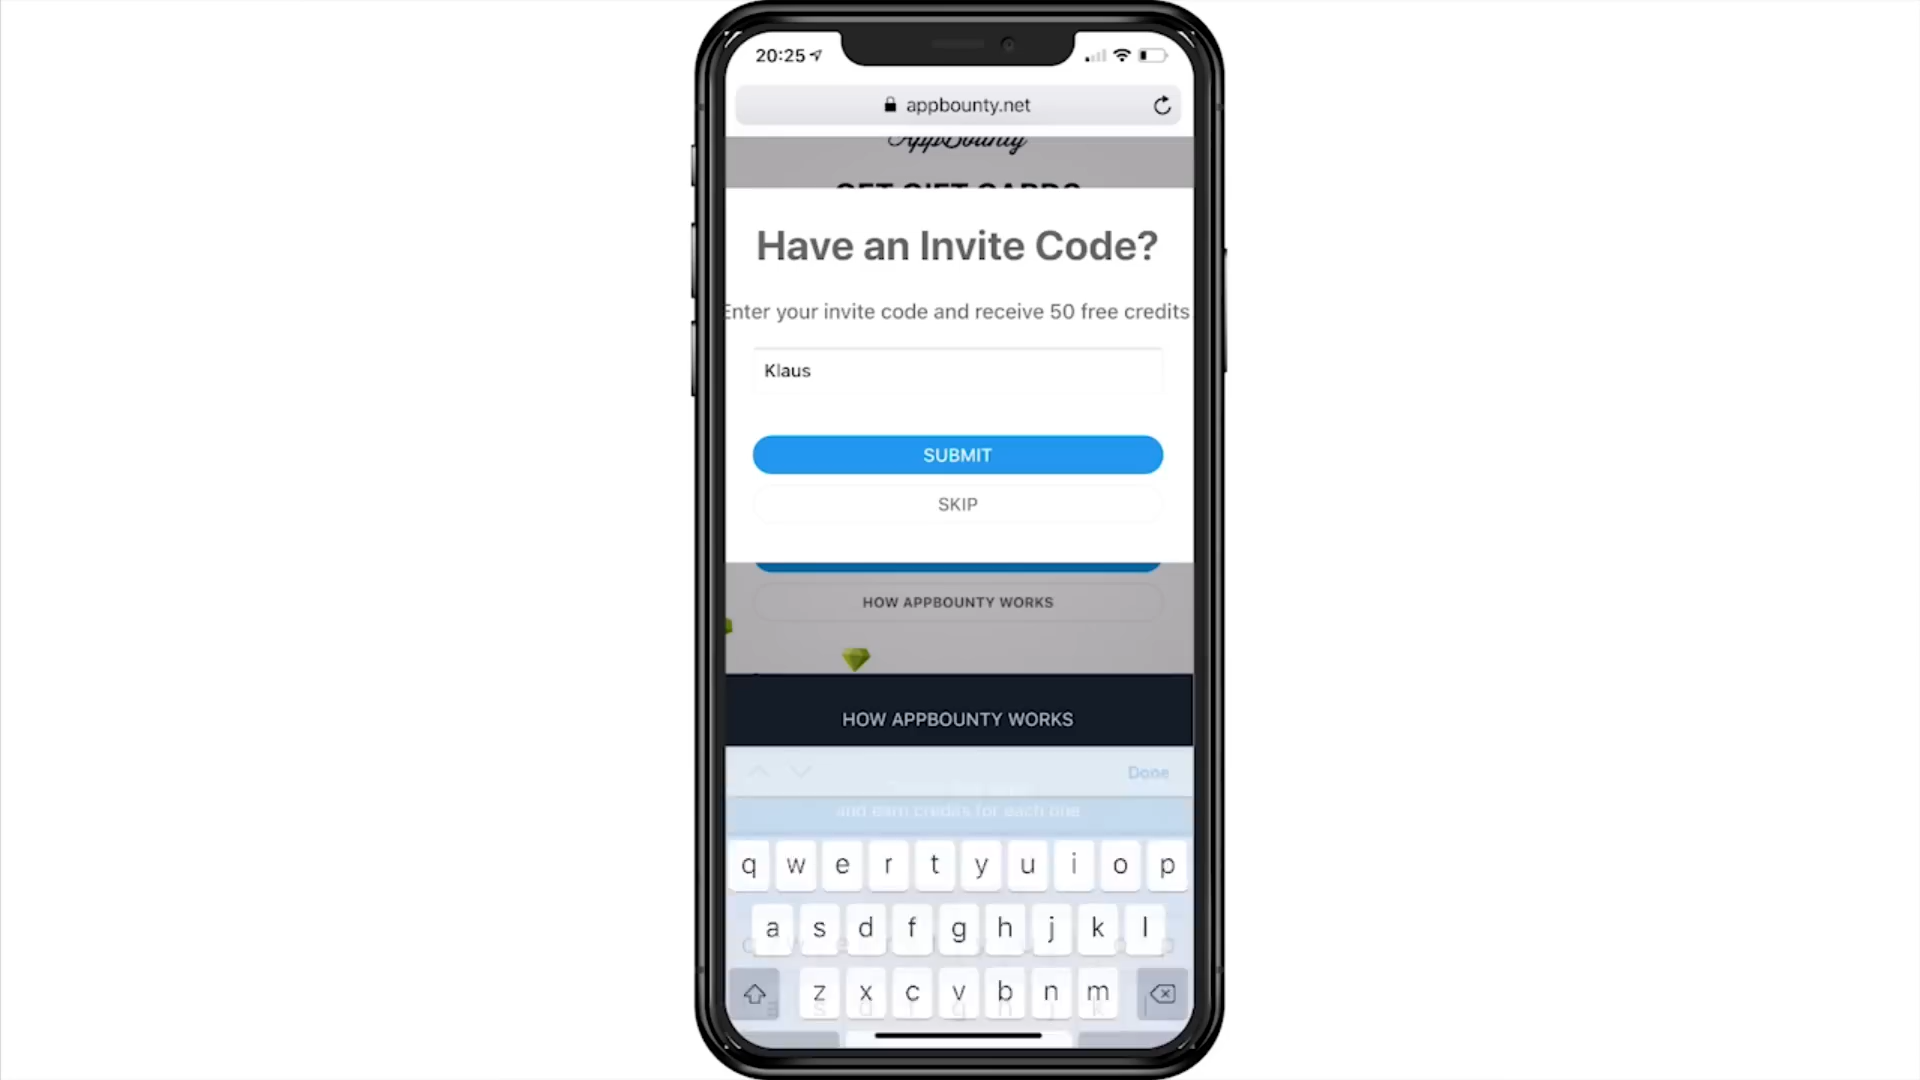 20:25
appbounty.net
AppBounty
GET GIFT CARDS
Have an Invite Code?
Enter your invite code and receive 50 free credits.
Klaus
SUBMIT
SKIP
HOW APPBOUNTY WORKS
HOW APPBOUNTY WORKS
Done
and earn credits for each one
q w e r t y u i o p
a s d f g h j k l
z x c v b n m